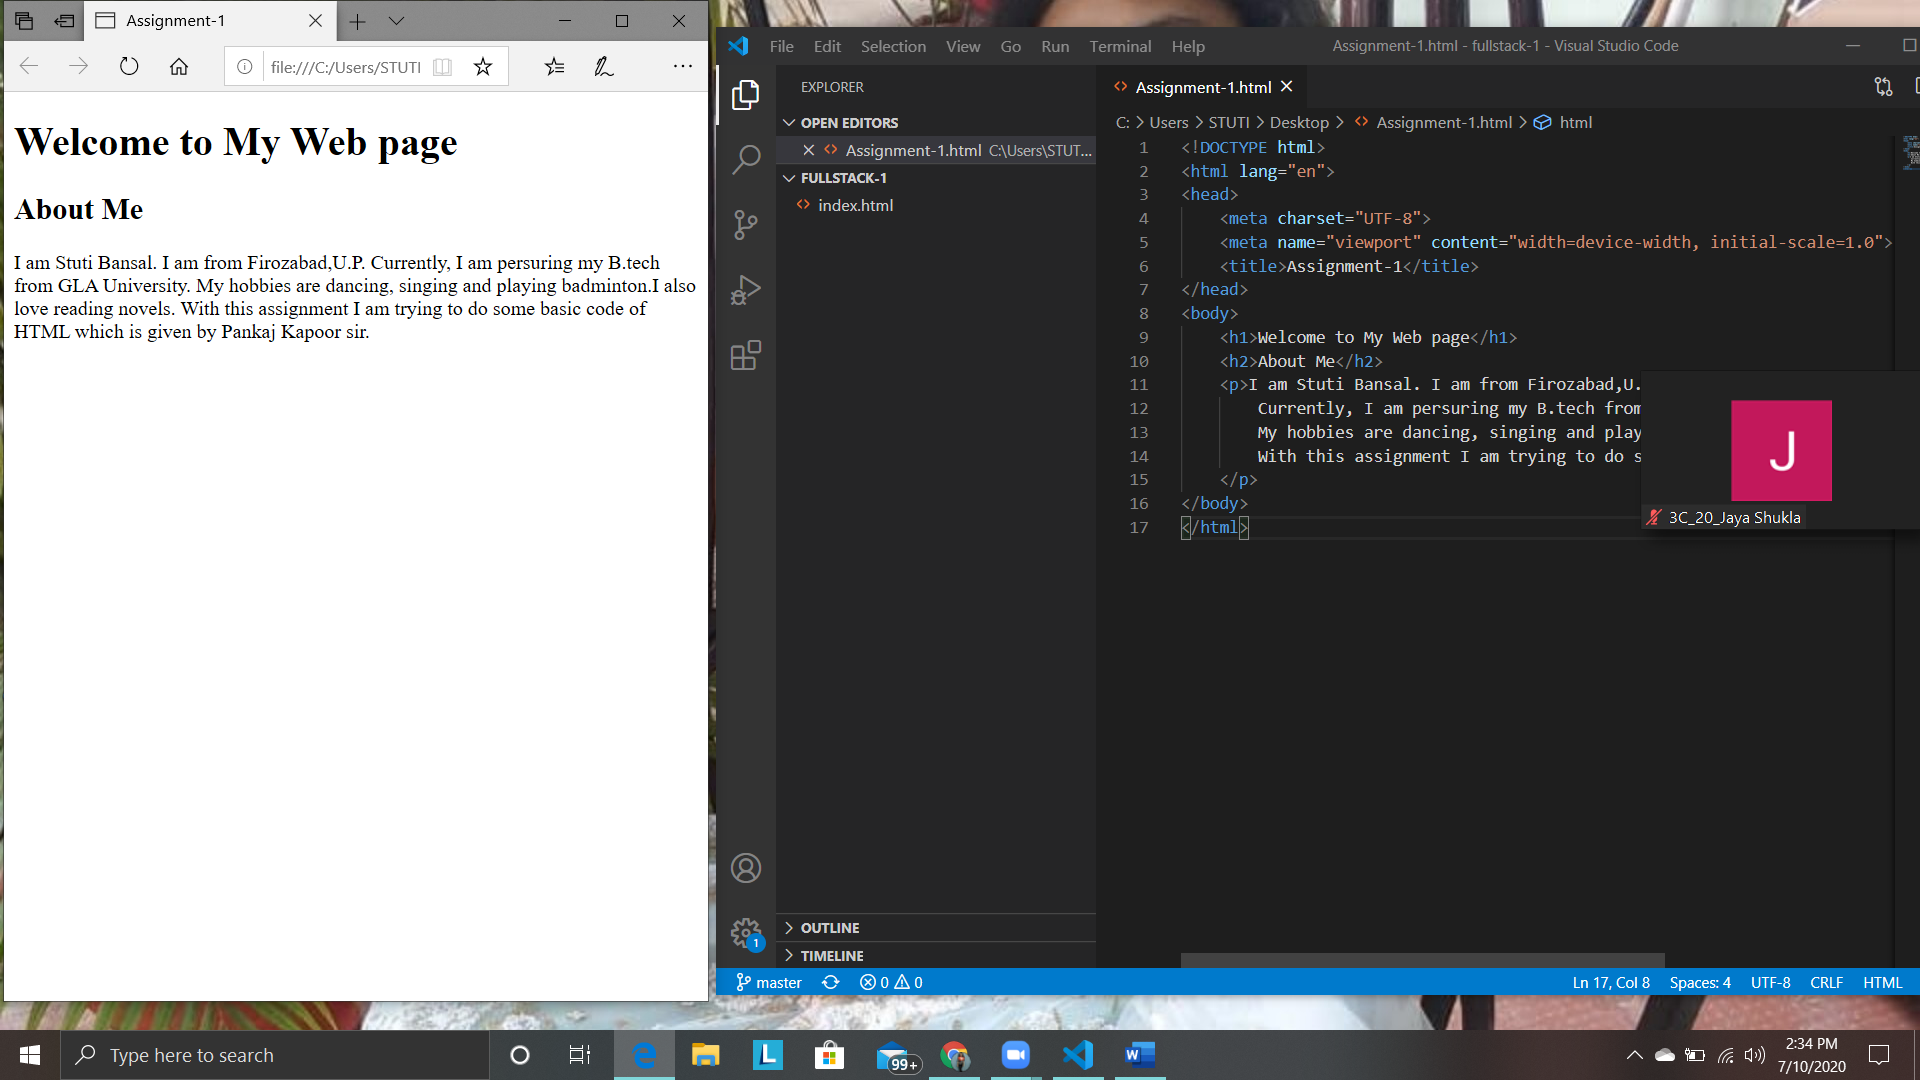 Assignment-1
file:///C:/Users/STUTI
Welcome to My Web page
About Me
I am Stuti Bansal. I am from Firozabad,U.P. Currently, I am persuring my B.tech
from GLA University. My hobbies are dancing, singing and playing badminton.I also
love reading novels. With this assignment I am trying to do some basic code of
HTML which is given by Pankaj Kapoor sir.
File Edit Selection View Go Run Terminal Help
Assignment-1.html - fullstack-1 - Visual Studio Code
EXPLORER
OPEN EDITORS
Assignment-1.html C:\Users\STUT...
FULLSTACK-1
index.html
OUTLINE
TIMELINE
1
Assignment-1.html
C: > Users > STUTI > Desktop > Assignment-1.html > html
1 <!DOCTYPE html>
2 <html lang="en">
3 <head>
4 <meta charset="UTF-8">
5 <meta name="viewport" content="width=device-width, initial-scale=1.0">
6 <title>Assignment-1</title>
7 </head>
8 <body>
9 <h1>Welcome to My Web page</h1>
10 <h2>About Me</h2>
11 <p>I am Stuti Bansal. I am from Firozabad,U.
12 Currently, I am persuring my B.tech from
13 My hobbies are dancing, singing and play
14 With this assignment I am trying to do s
15 </p>
16 </body>
17 </html>
J
3C_20_Jaya Shukla
master 0 0
Ln 17, Col 8 Spaces: 4 UTF-8 CRLF HTML
Type here to search
L
99+
W
2:34 PM
7/10/2020